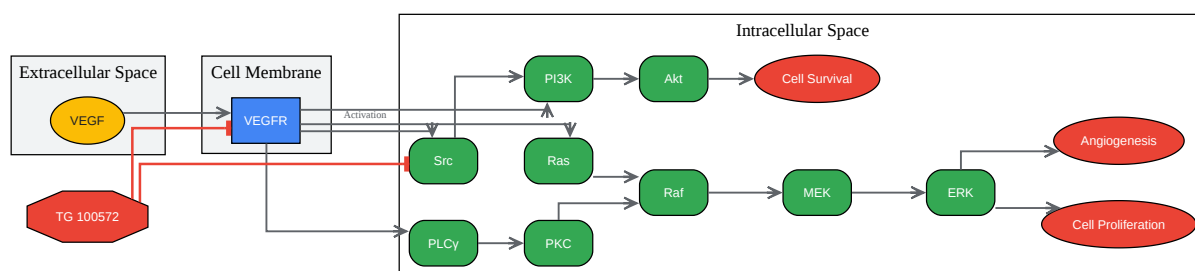 Intracellular Space
Extracellular Space
Cell Membrane
PI3K
Akt
Cell Survival
VEGF
VEGFR
Activation
Src
Ras
Angiogenesis
Raf
MEK
ERK
TG 100572
PLCγ
PKC
Cell Proliferation